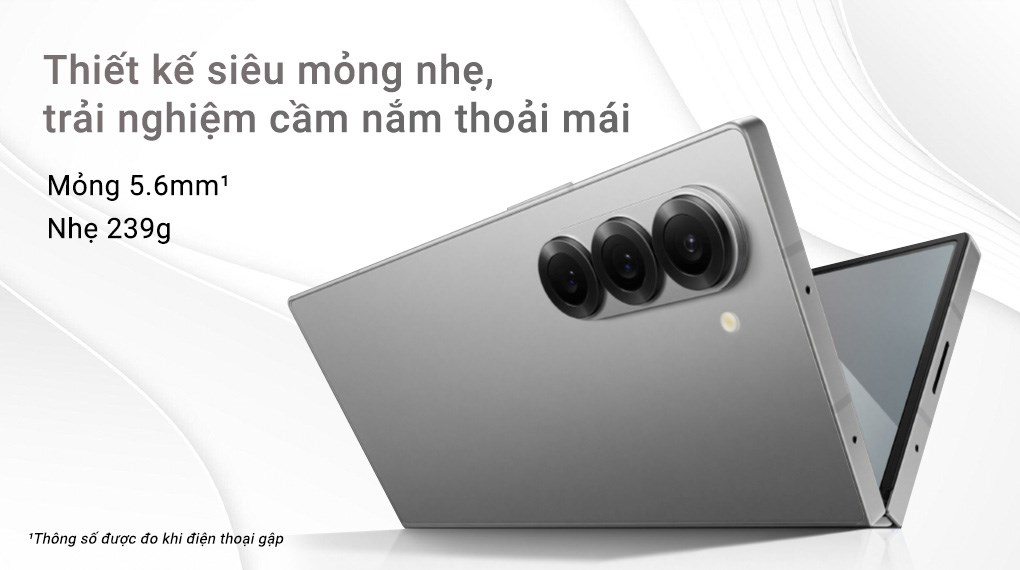 Thiết kế siêu mỏng nhẹ,
trải nghiệm cầm nắm thoải mái
Mỏng 5.6mm¹
Nhẹ 239g
¹Thông số được đo khi điện thoại gập